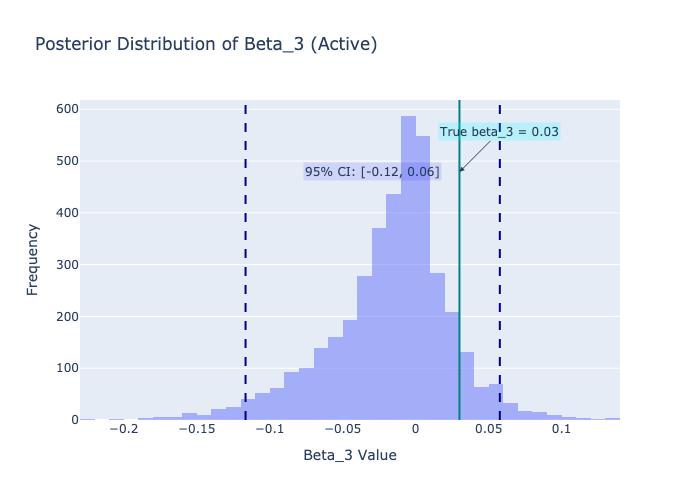 Posterior Distribution of Beta_3 (Active)
600
True beta_3 = 0.03
500
95% CI: [-0.12, 0.06]
400
Frequency
300
200
100
0
−0.2 −0.15 −0.1 −0.05 0 0.05 0.1
Beta_3 Value